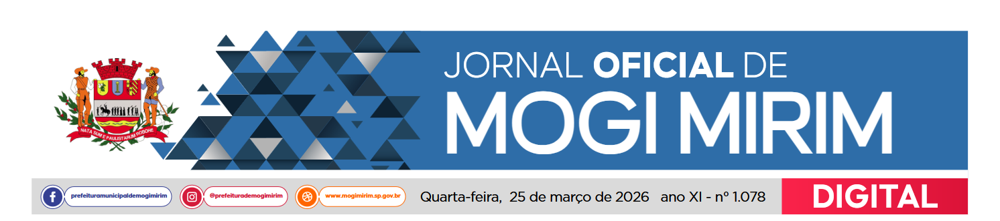 JORNAL OFICIAL DE
MOGI MIRIM
NATA SUM E PAULISTARUM ROBORE
prefeituramunicipaldemogimirim
@prefeiturademogimirim
www.mogimirim.sp.gov.br
Quarta-feira, 25 de março de 2026 ano XI - nº 1.078
DIGITAL